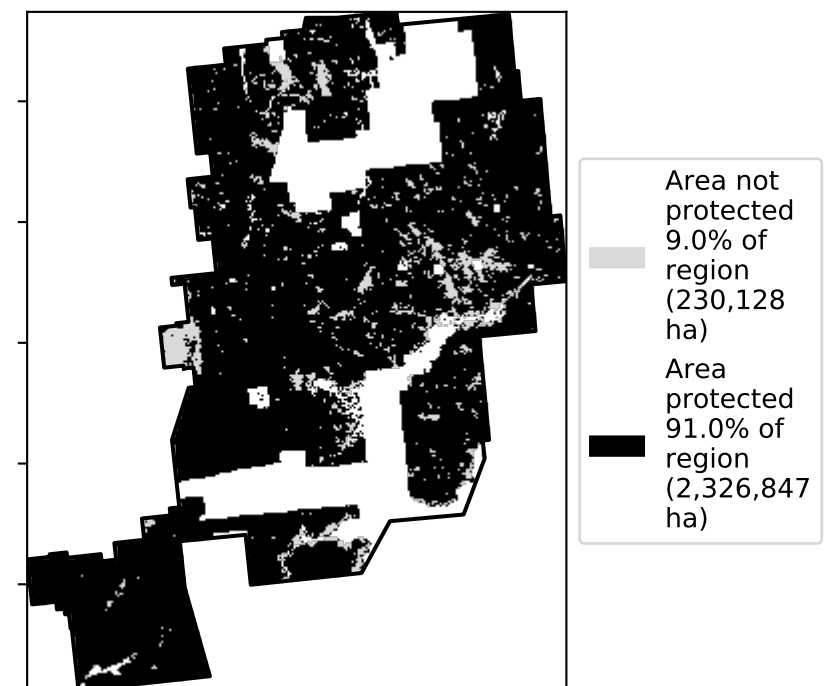 Area not
protected
9.0% of
region
(230,128
ha)
Area
protected
91.0% of
region
(2,326,847
ha)